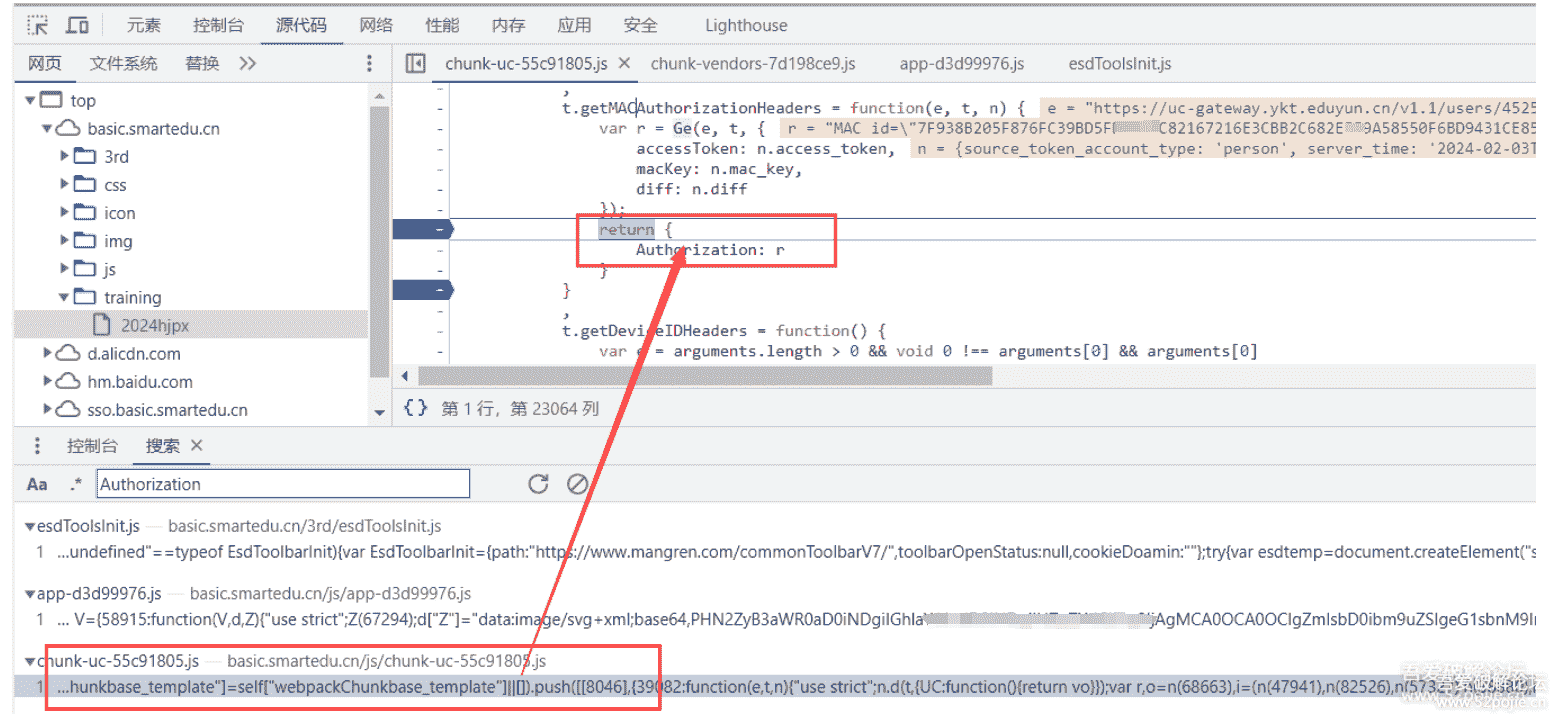 元素 控制台 源代码 网络 性能 内存 应用 安全 Lighthouse
网页 文件系统 替换 >> chunk-uc-55c91805.js × chunk-vendors-7d198ce9.js app-d3d99976.js esdToolsInit.js
top
basic.smartedu.cn
3rd
css
icon
img
js
training
2024hjpx
d.alicdn.com
hm.baidu.com
sso.basic.smartedu.cn
,
t.getMACAuthorizationHeaders = function(e, t, n) { e = "https://uc-gateway.ykt.eduyun.cn/v1.1/users/4525
var r = Ge(e, t, { r = "MAC id=\"7F938B205F876FC39BD5F C82167216E3CBB2C682E 9A58550F6BD9431CE85
accessToken: n.access_token, n = {source_token_account_type: 'person', server_time: '2024-02-03T
macKey: n.mac_key,
diff: n.diff
});
return {
Authorization: r
}
}
,
t.getDeviceIDHeaders = function() {
var e = arguments.length > 0 && void 0 !== arguments[0] && arguments[0]
{} 第 1 行，第 23064 列
控制台 搜索 ×
Aa .* Authorization
esdToolsInit.js — basic.smartedu.cn/3rd/esdToolsInit.js
1 ...undefined"==typeof EsdToolbarInit){var EsdToolbarInit={path:"https://www.mangren.com/commonToolbarV7/",toolbarOpenStatus:null,cookieDoamin:""};try{var esdtemp=document.createElement("s
app-d3d99976.js — basic.smartedu.cn/js/app-d3d99976.js
1 ... V={58915:function(V,d,Z){"use strict";Z(67294);d["Z"]="data:image/svg+xml;base64,PHN2ZyB3aWR0aD0iNDgiIGhla jAgMCA0OCA0OCIgZmlsbD0ibm9uZSIgeG1sbnM9In
chunk-uc-55c91805.js — basic.smartedu.cn/js/chunk-uc-55c91805.js
1 ...hunkbase_template"]=self["webpackChunkbase_template"]||[]).push([[8046],{39082:function(e,t,n){"use strict";n.d(t,{UC:function(){return vo}});var r,o=n(68663),i=(n(47941),n(82526),
吾爱破解论坛
www.52pojie.cn